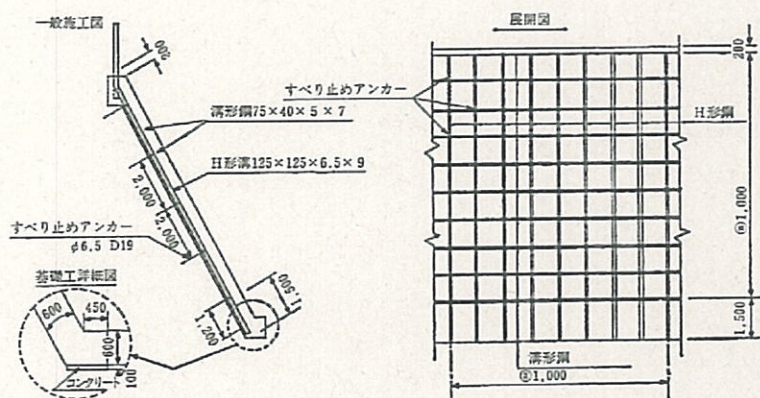 一般施工図
200
溝形鋼75×40×5×7
H形溝125×125×6.5×9
2,000
2,000
すべり止めアンカー
φ6.5 D19
基礎工詳細図
600
450
600
コンクリート
100
1,200
1,500
展開図
200
すべり止めアンカー
H形鋼
@1,000
1,500
溝形鋼
@1,000